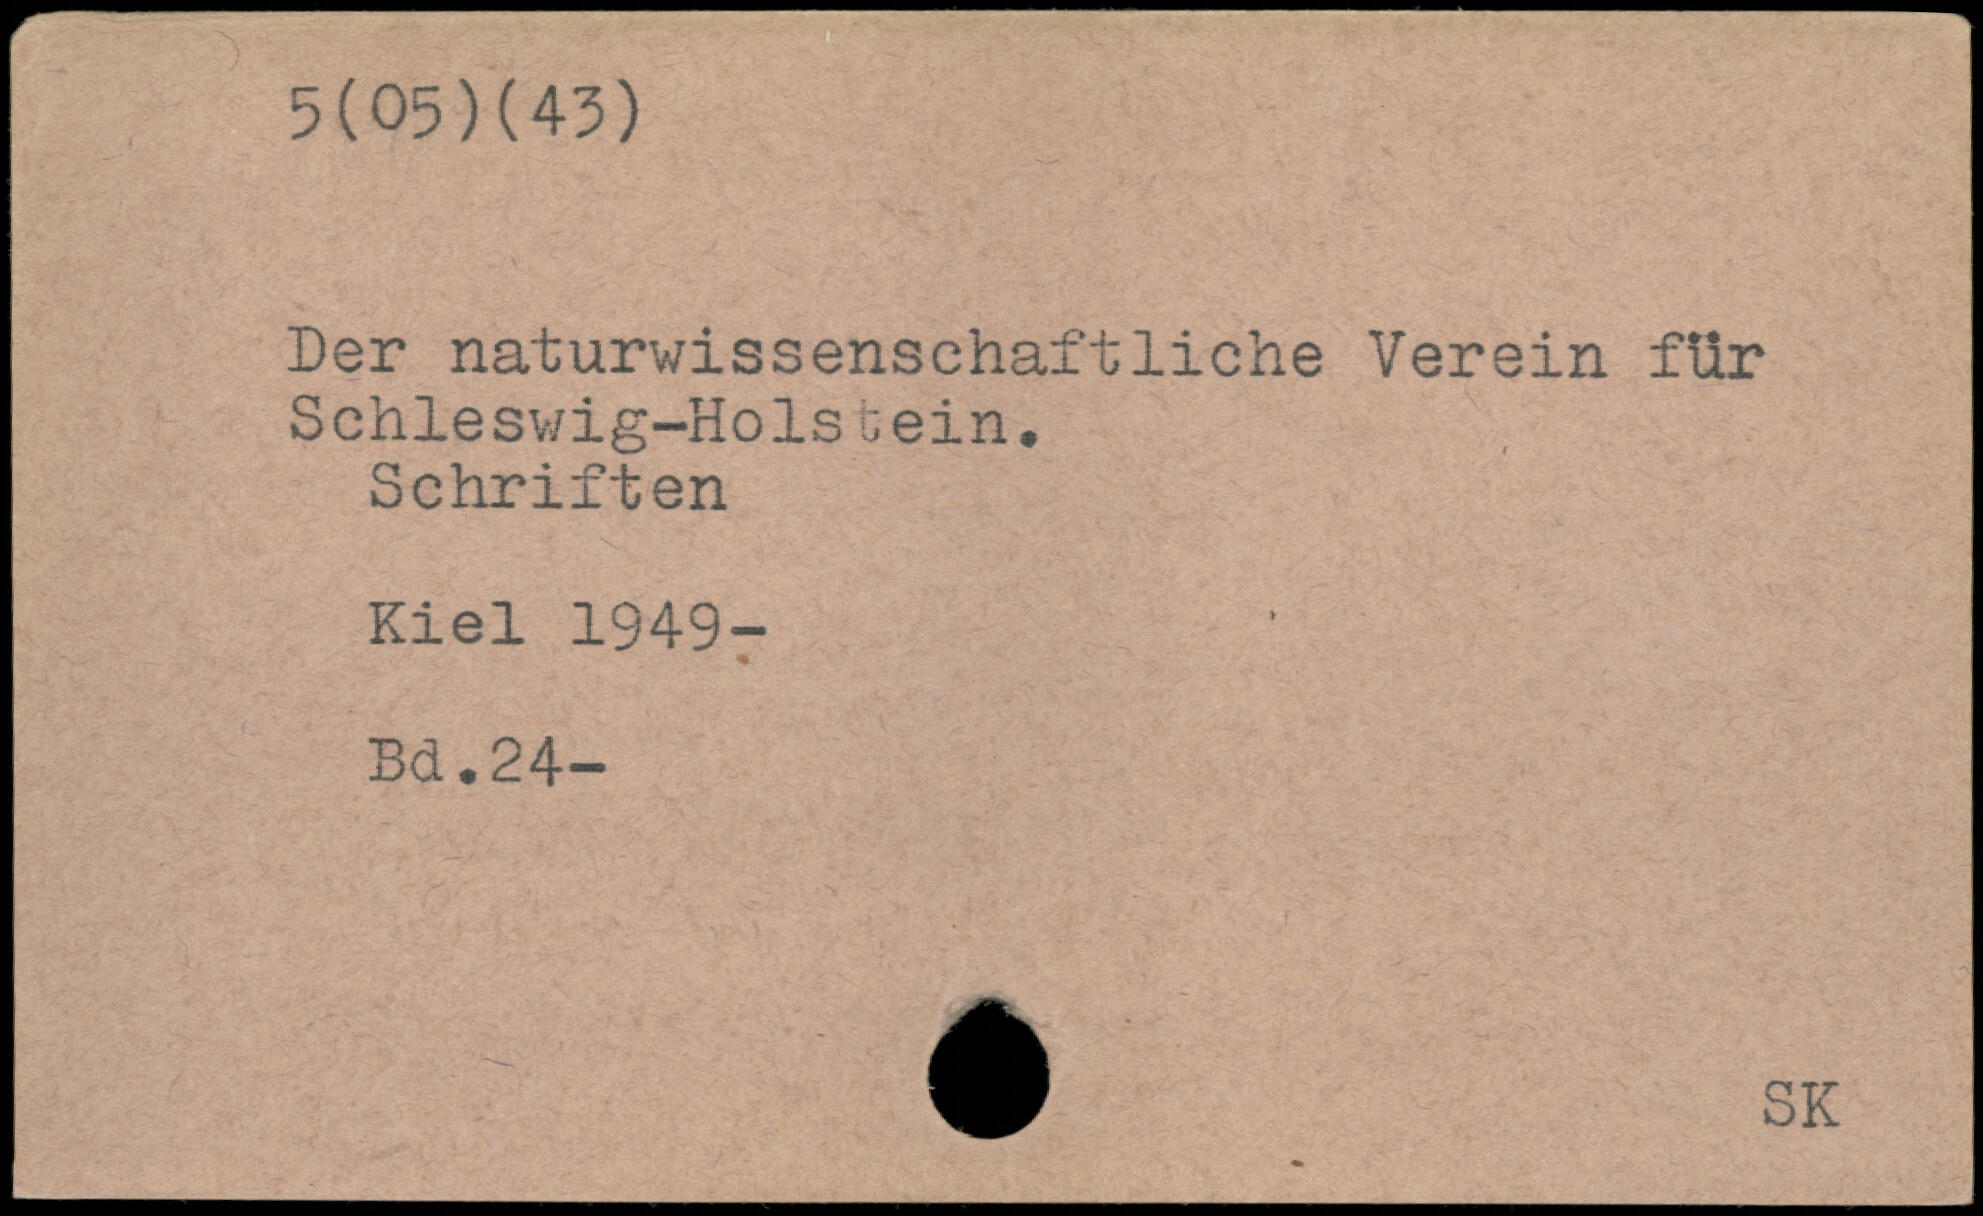 5(05)(43)
Der naturwissenschaftliche Verein für
Schleswig-Holstein.
Schriften
Kiel 1949-
Bd.24-
SK